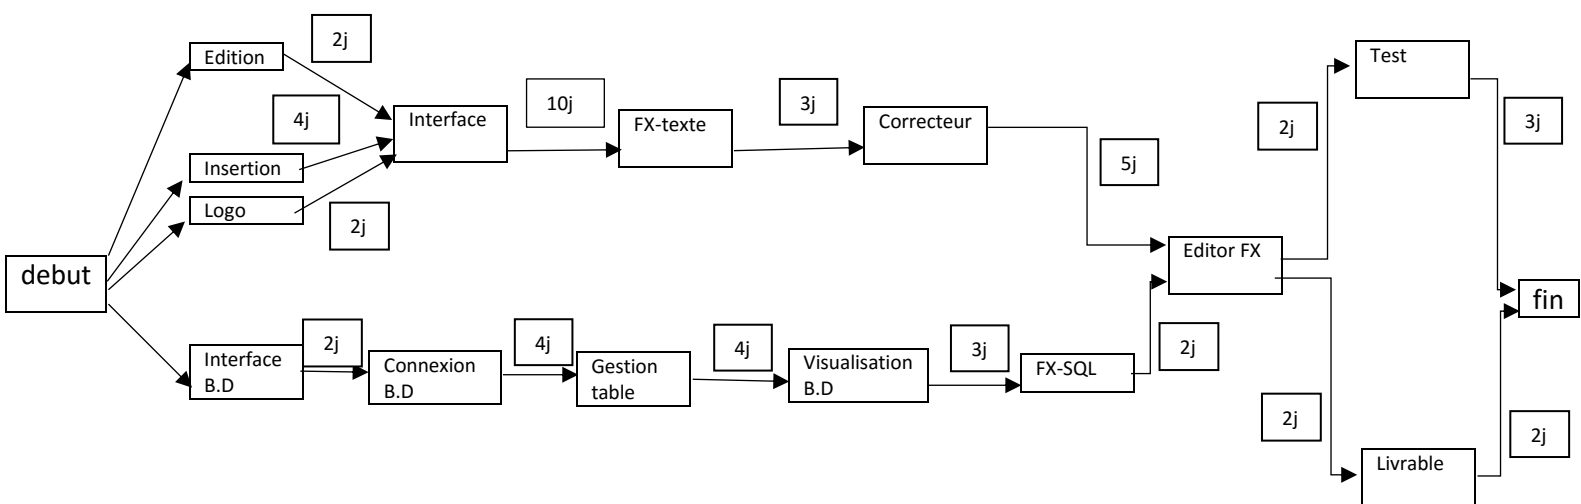 2j
Edition
Test
10j
3j
4j
Interface
FX-texte
Correcteur
2j
3j
Insertion
5j
Logo
2j
Editor FX
debut
fin
2j
4j
4j
3j
2j
Interface
B.D
Connexion
B.D
Gestion
table
Visualisation
B.D
FX-SQL
2j
2j
Livrable